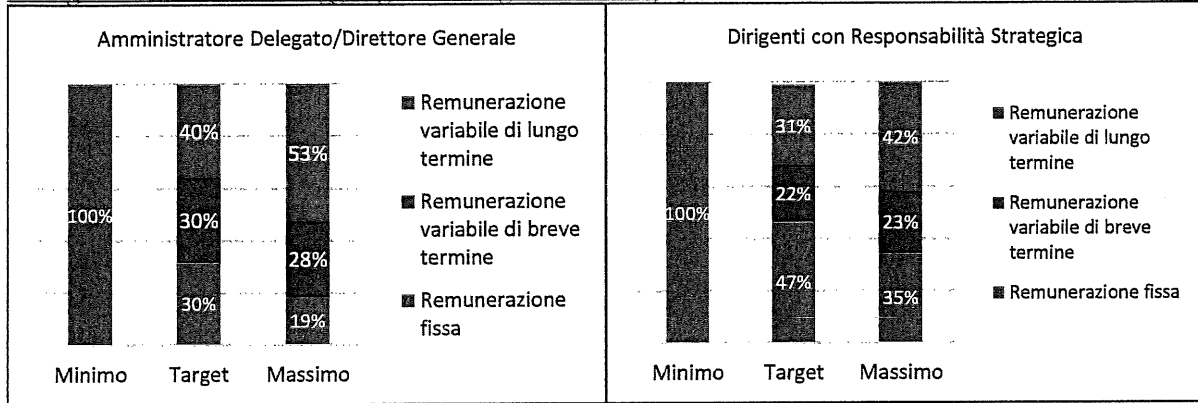 Amministratore Delegato/Direttore Generale
40%
53%
100%
30%
28%
30%
19%
Minimo Target Massimo
Remunerazione
variabile di lungo
termine
Remunerazione
variabile di breve
termine
Remunerazione
fissa
Dirigenti con Responsabilità Strategica
31%
42%
22%
100%
23%
47%
35%
Minimo Target Massimo
Remunerazione
variabile di lungo
termine
Remunerazione
variabile di breve
termine
Remunerazione fissa